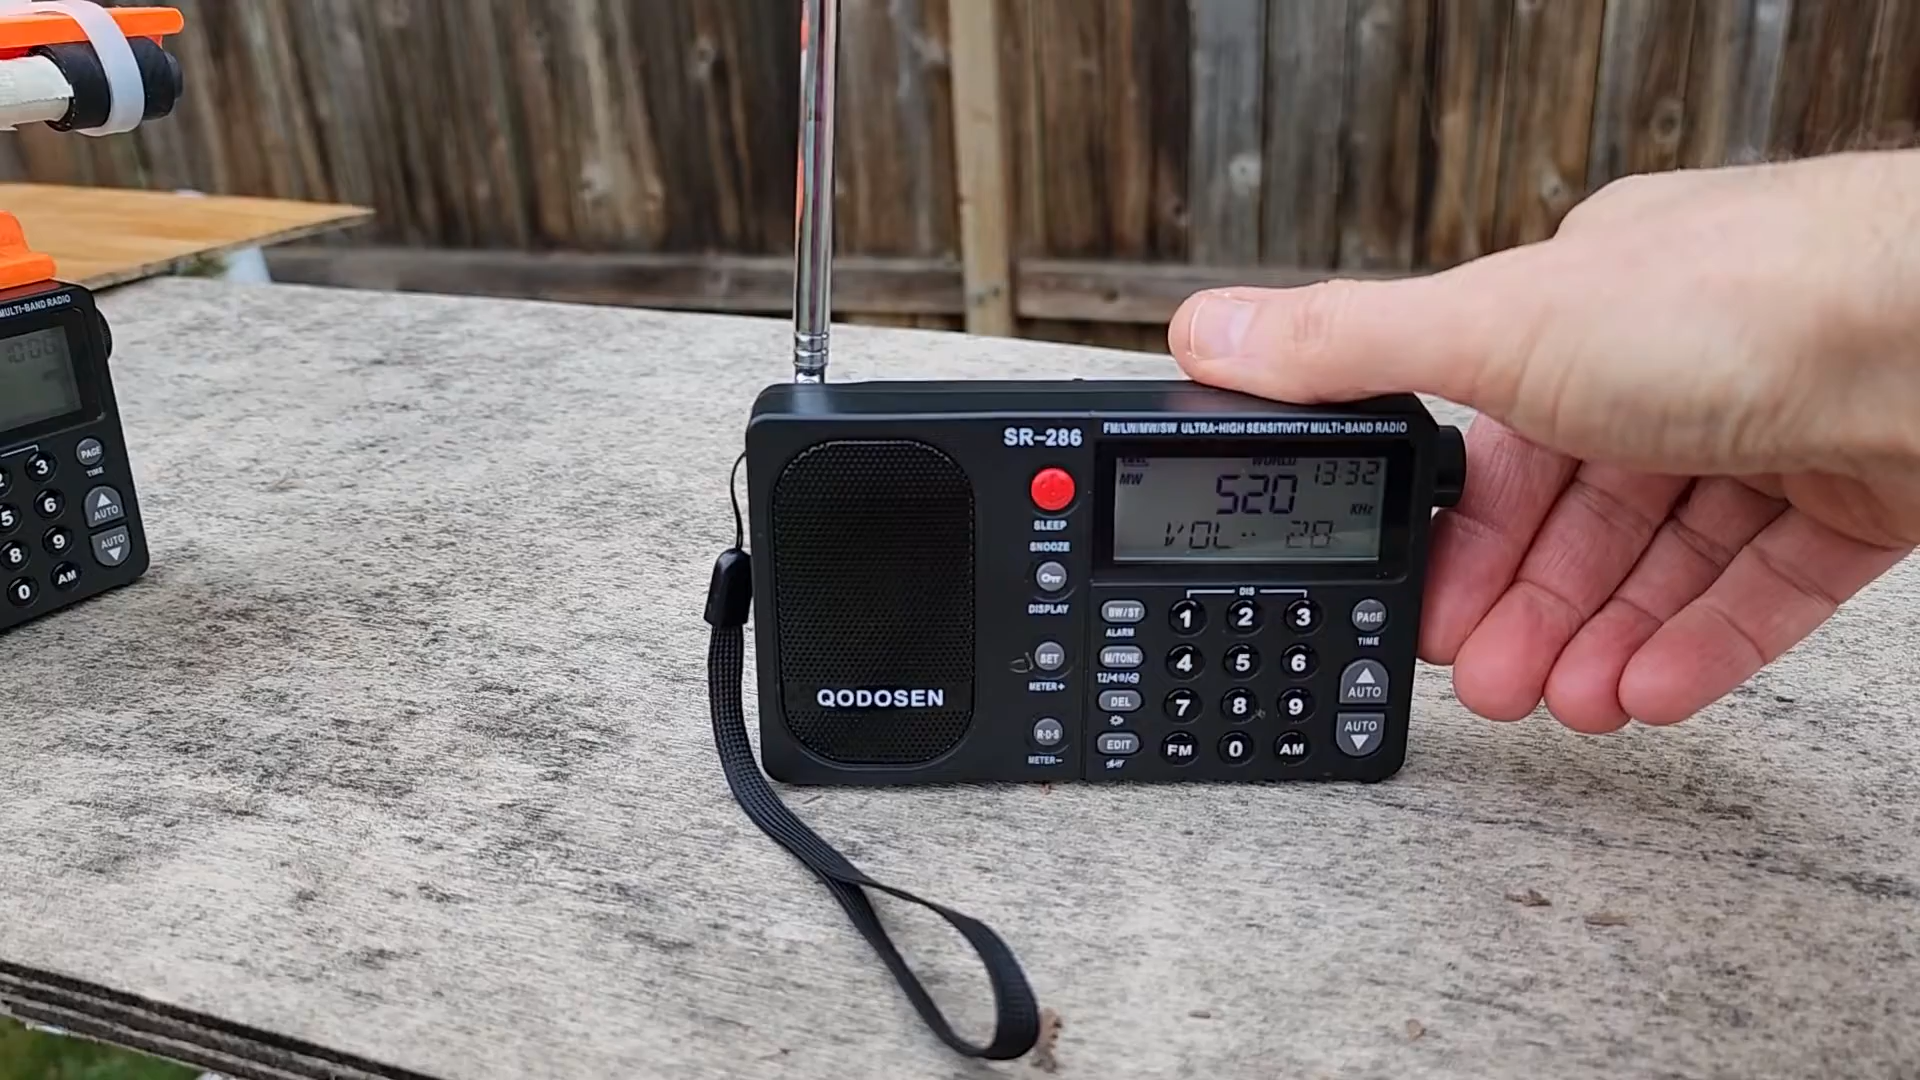 MULTI-BAND RADIO
PAGE
TIME
3
5
6
AUTO
8
9
AUTO
0
AM
SR-286
FM/LW/MW/SW ULTRA-HIGH SENSITIVITY MULTI-BAND RADIO
WORLD
13:32
MW
520
KHz
VOL-- 28
SLEEP
SNOOZE
DISPLAY
SET
METER+
R·D·S
METER-
QODOSEN
DIS
BW/ST
1
2
3
PAGE
ALARM
TIME
M/TONE
4
5
6
AUTO
DEL
7
8
9
AUTO
EDIT
FM
0
AM